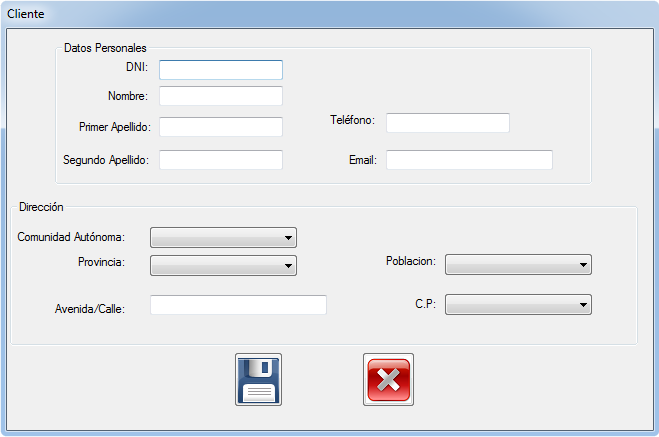 Cliente
Datos Personales
DNI:
Nombre:
Primer Apellido:
Teléfono:
Segundo Apellido:
Email:
Dirección
Comunidad Autónoma:
Provincia:
Poblacion:
Avenida/Calle:
C.P: